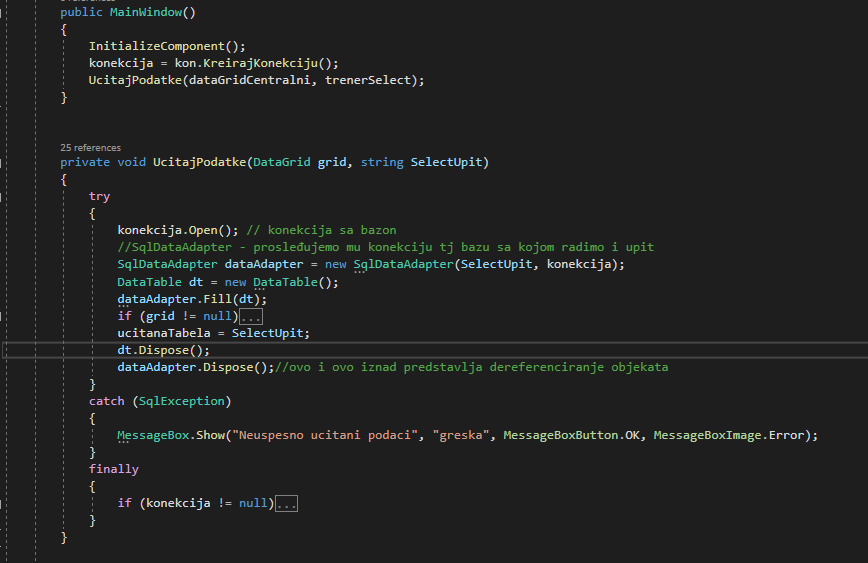 public MainWindow()
{
InitializeComponent();
konekcija = kon.KreirajKonekciju();
UcitajPodatke(dataGridCentralni, trenerSelect);
}
25 references
private void UcitajPodatke(DataGrid grid, string SelectUpit)
{
try
{
konekcija.Open(); // konekcija sa bazon
//SqlDataAdapter - prosleđujemo mu konekciju tj bazu sa kojom radimo i upit
SqlDataAdapter dataAdapter = new SqlDataAdapter(SelectUpit, konekcija);
DataTable dt = new DataTable();
dataAdapter.Fill(dt);
if (grid != null)...
ucitanaTabela = SelectUpit;
dt.Dispose();
dataAdapter.Dispose();//ovo i ovo iznad predstavlja dereferenciranje objekata
}
catch (SqlException)
{
MessageBox.Show("Neuspesno ucitani podaci", "greska", MessageBoxButton.OK, MessageBoxImage.Error);
}
finally
{
if (konekcija != null)...
}
}